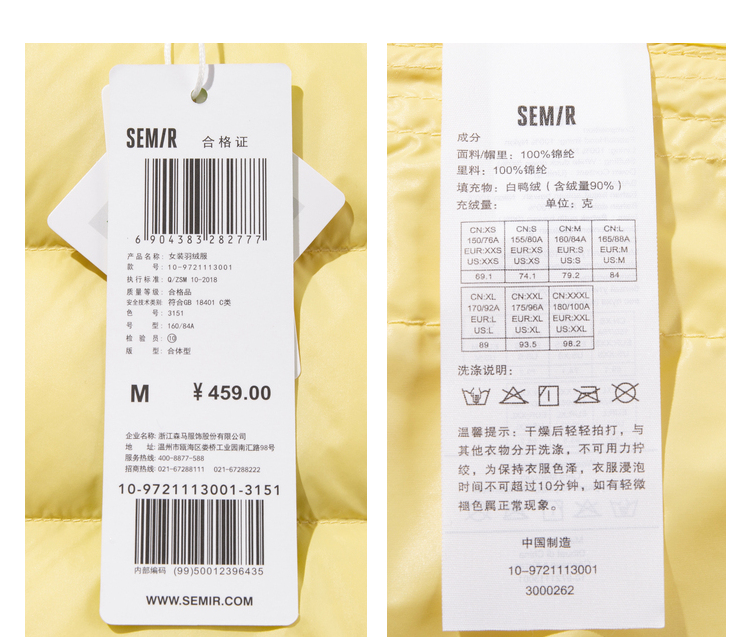 SEMIR 合格证
6 904383 282777
产品名称: 女装羽绒服
款 号: 10-9721113001
执行标准: Q/ZSM 10-2018
质量等级: 合格品
安全技术类别 符合GB 18401 C类
色 号: 3151
号 型: 160/84A
检 验 员: ⑩
版 型: 合体型
M ¥459.00
企业名称: 浙江森马服饰股份有限公司
地 址: 温州市瓯海区娄桥工业园南汇路98号
服务热线: 400-8877-588
招商热线: 021-67288111 021-67288222
10-9721113001-3151
内部编码 (99)50012396435
WWW.SEMIR.COM
SEMIR
成分
面料/帽里: 100%锦纶
里料: 100%锦纶
填充物: 白鸭绒 (含绒量90%)
充绒量: 单位: 克
CN:XS CN:S CN:M CN:L
150/76A 155/80A 160/84A 165/88A
EUR:XXS EUR:XS EUR:S EUR:M
US:XXS US:XS US:S US:M
69.1 74.1 79.2 84
CN:XL CN:XXL CN:XXXL
170/92A 175/96A 180/100A
EUR:L EUR:XL EUR:XXL
US:L US:XL US:XXL
89 93.5 98.2
洗涤说明:
温馨提示: 干燥后轻轻拍打, 与
其他衣物分开洗涤, 不可用力拧
绞, 为保持衣服色泽, 衣服浸泡
时间不可超过10分钟, 如有轻微
褪色属正常现象。
中国制造
10-9721113001
3000262